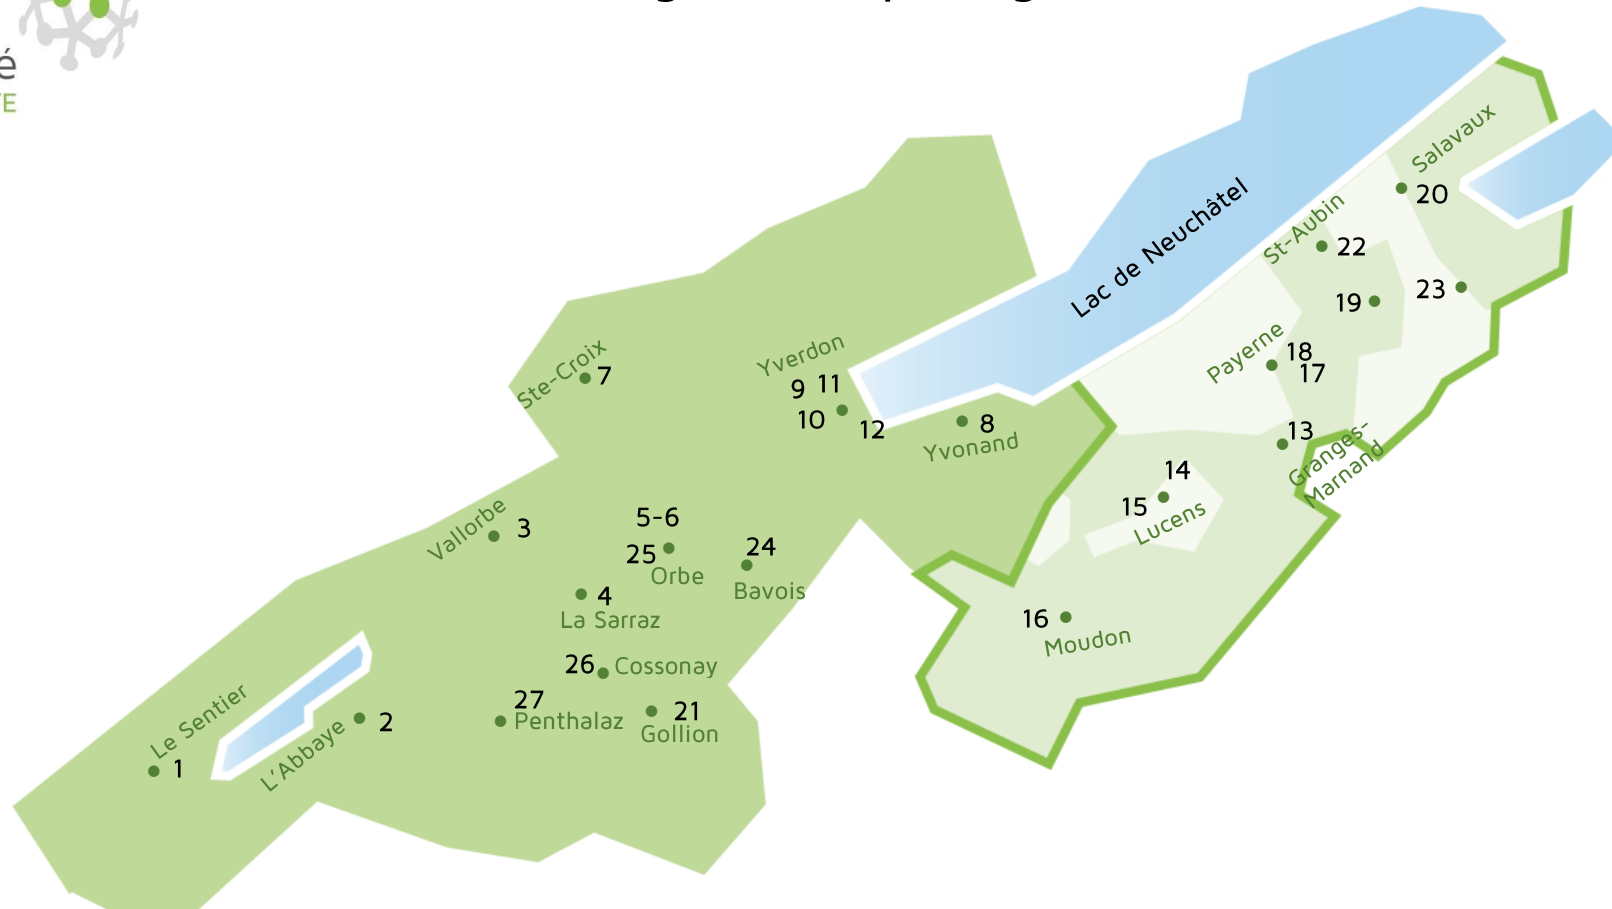 é
Salavaux
20
Lac de Neuchâtel
St-Aubin
22
23
19
Yverdon
Payerne
18
17
Ste-Croix
7
9 11
10
12
8
Yvonand
13
Granges-
Marnand
14
15
Lucens
Vallorbe
3
5-6
25
Orbe
24
Bavois
4
La Sarraz
16
Moudon
26
Cossonay
27
Penthalaz
21
Gollion
Le Sentier
1
L'Abbaye
2